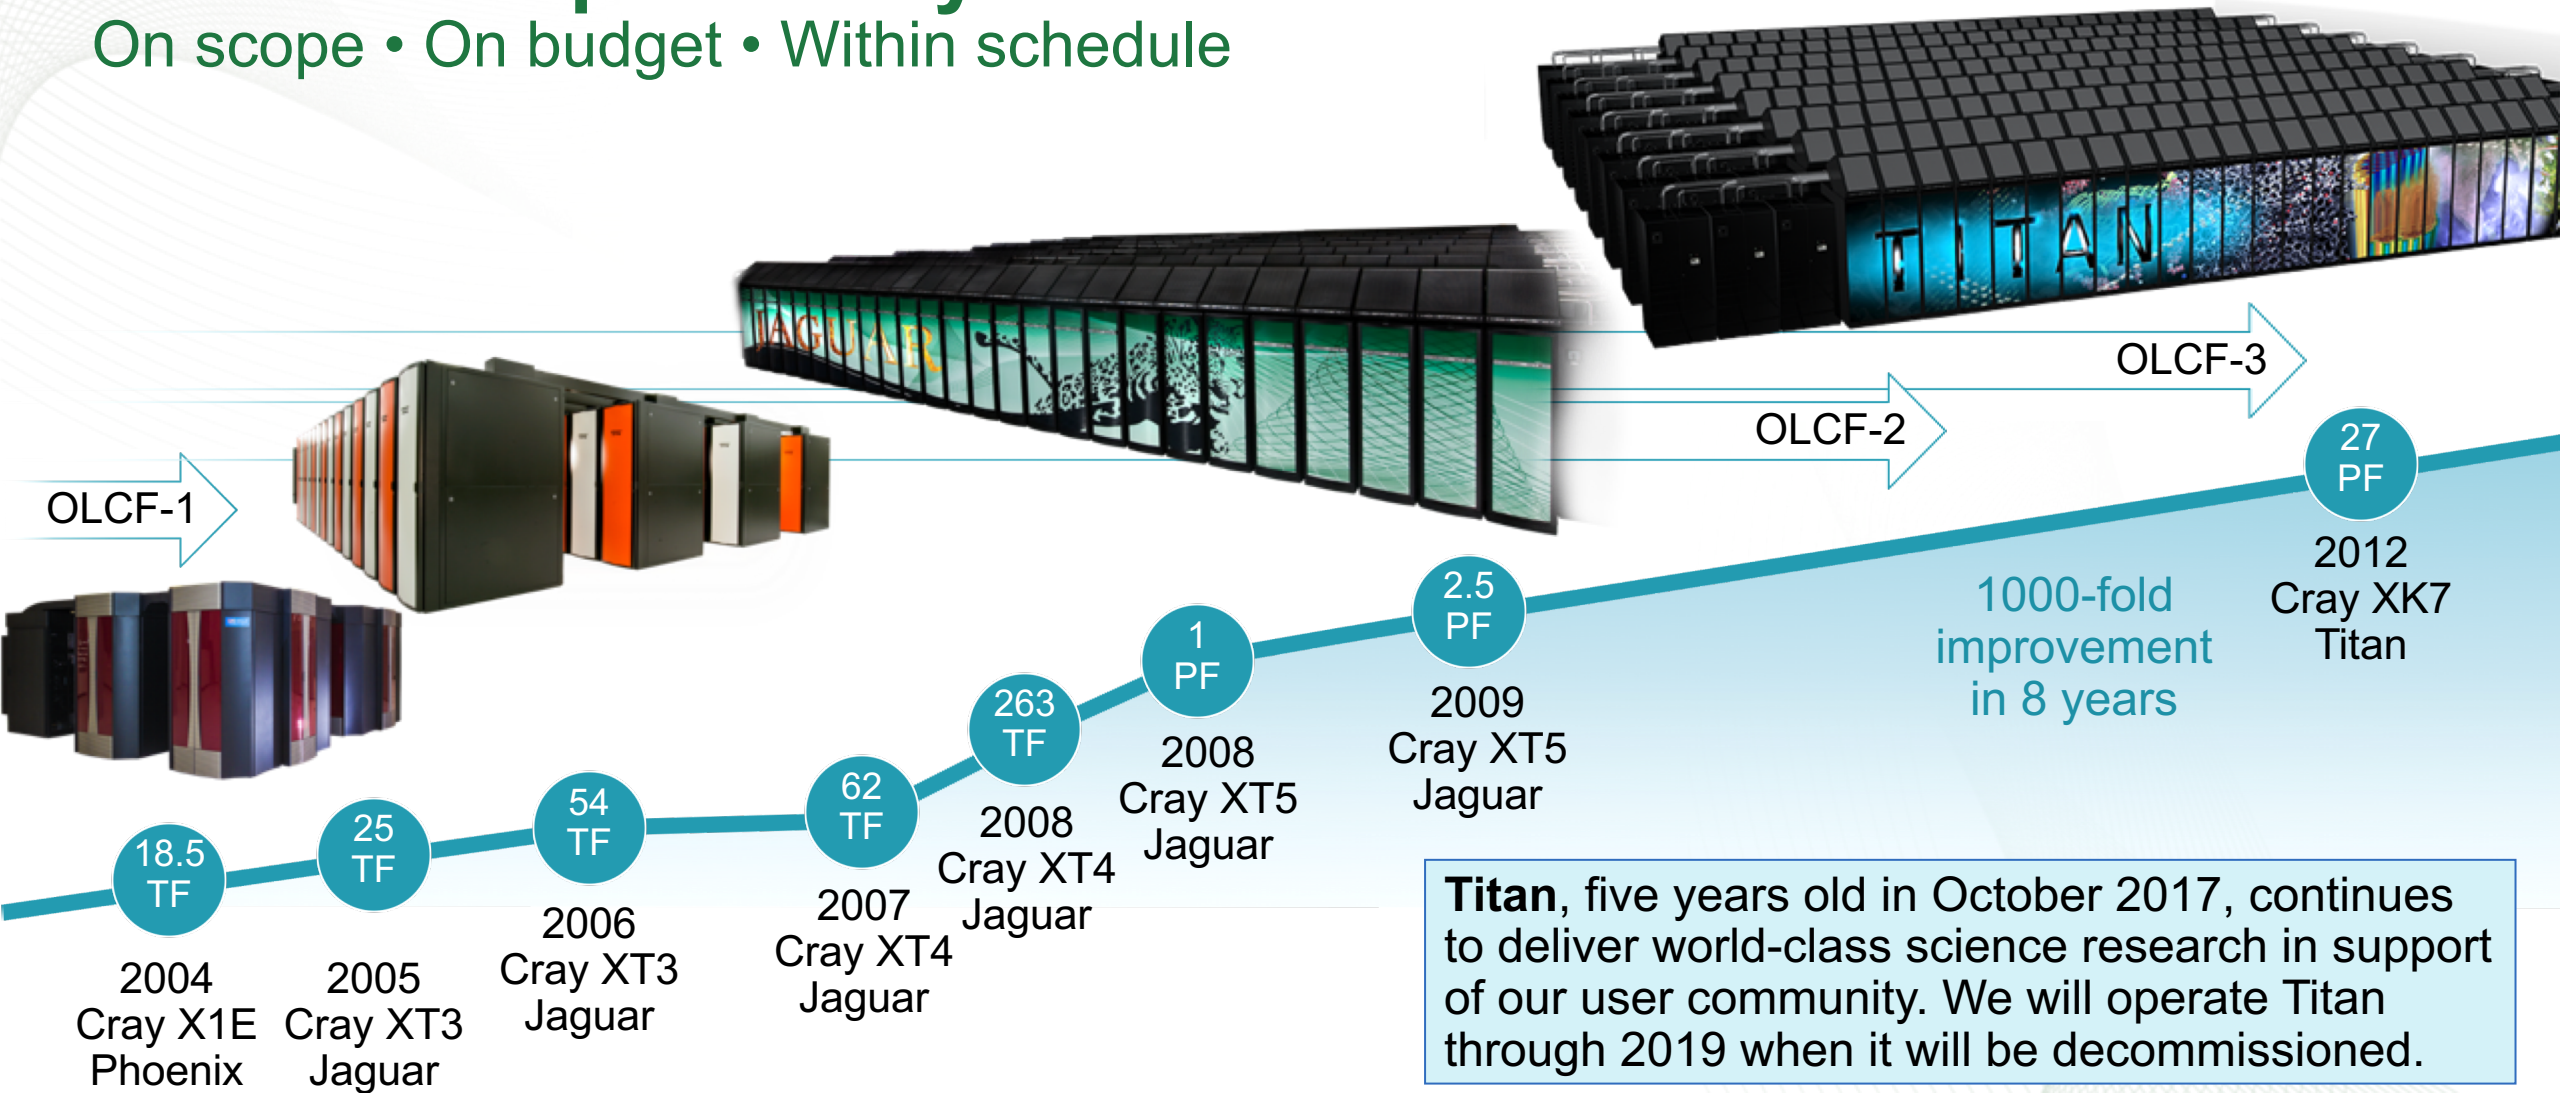 On scope • On budget • Within schedule
TITAN
JAGUAR
OLCF-3
OLCF-2
OLCF-1
18.5
TF
2004
Cray X1E
Phoenix
25
TF
2005
Cray XT3
Jaguar
54
TF
2006
Cray XT3
Jaguar
62
TF
2007
Cray XT4
Jaguar
263
TF
2008
Cray XT4
Jaguar
1
PF
2008
Cray XT5
Jaguar
2.5
PF
2009
Cray XT5
Jaguar
1000-fold
improvement
in 8 years
27
PF
2012
Cray XK7
Titan
Titan, five years old in October 2017, continues
to deliver world-class science research in support
of our user community. We will operate Titan
through 2019 when it will be decommissioned.